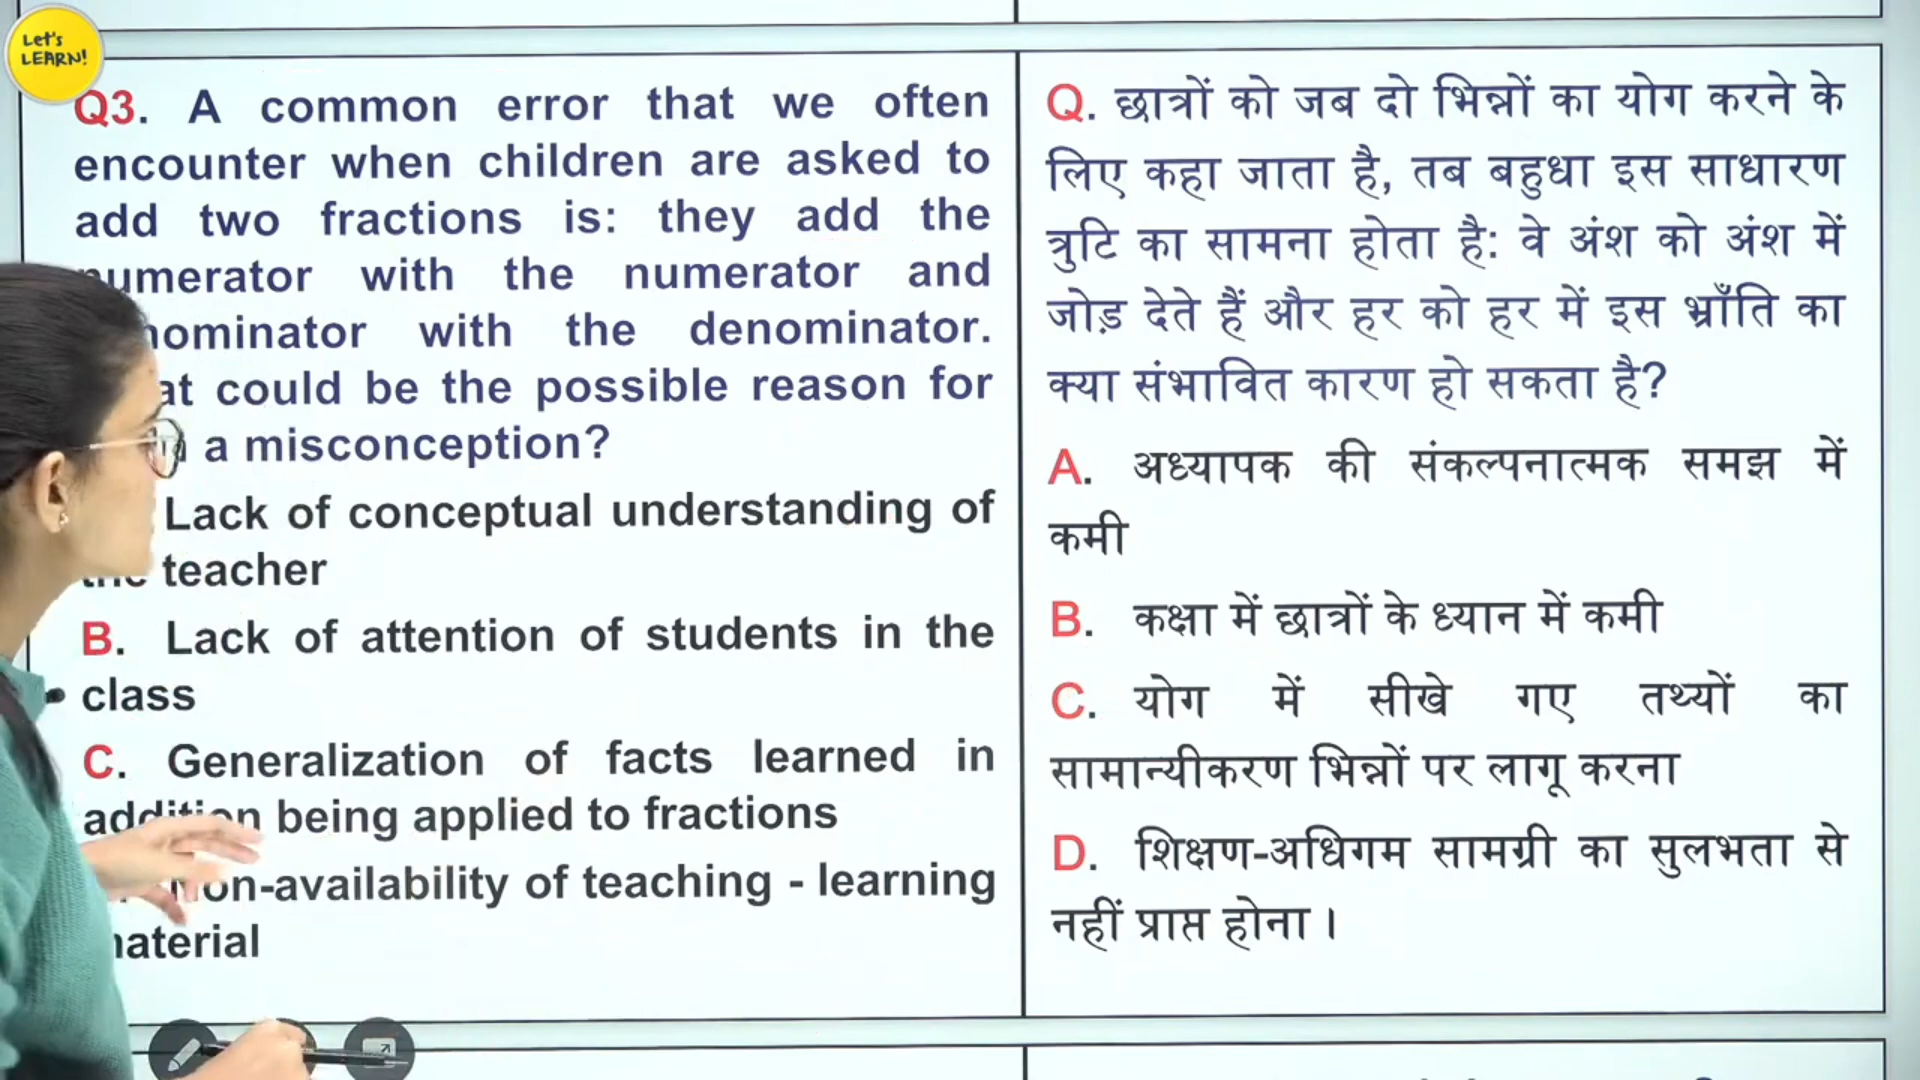 Let's
LEARN!
Q3. A common error that we often
encounter when children are asked to
add two fractions is: they add the
numerator with the numerator and
with the denominator.
could be the possible reason for
a misconception?
Lack of conceptual understanding of
teacher
B. Lack of attention of students in the
class
C. Generalization of facts learned in
addition being applied to fractions
Non-availability of teaching - learning
material
Q. छात्रों को जब दो भिन्नों का योग करने के
लिए कहा जाता है, तब बहुधा इस साधारण
त्रुटि का सामना होता है: वे अंश को अंश में
जोड़ देते हैं और हर को हर में इस भ्राँति का
क्या संभावित कारण हो सकता है?
A. अध्यापक की संकल्पनात्मक समझ में
कमी
B. कक्षा में छात्रों के ध्यान में कमी
C. योग में सीखे गए तथ्यों का
सामान्यीकरण भिन्नों पर लागू करना
D. शिक्षण-अधिगम सामग्री का सुलभता से
नहीं प्राप्त होना।